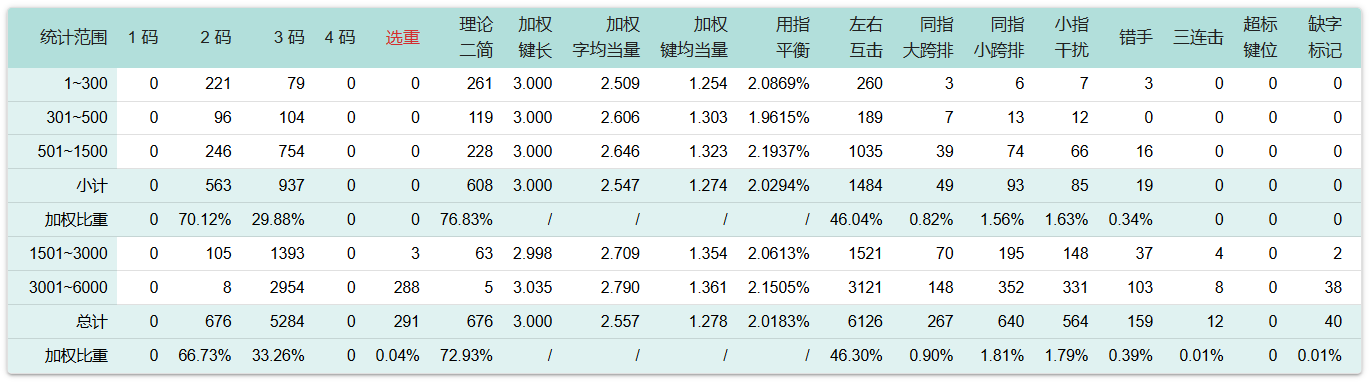 统计范围 1 码 2 码 3 码 4 码 选重 理论二简 加权键长 加权字均当量 加权键均当量 用指平衡 左右互击 同指大跨排 同指小跨排 小指干扰 错手 三连击 超标键位 缺字标记
1~300 0 221 79 0 0 261 3.000 2.509 1.254 2.0869% 260 3 6 7 3 0 0 0
301~500 0 96 104 0 0 119 3.000 2.606 1.303 1.9615% 189 7 13 12 0 0 0 0
501~1500 0 246 754 0 0 228 3.000 2.646 1.323 2.1937% 1035 39 74 66 16 0 0 0
小计 0 563 937 0 0 608 3.000 2.547 1.274 2.0294% 1484 49 93 85 19 0 0 0
加权比重 0 70.12% 29.88% 0 0 76.83% / / / / 46.04% 0.82% 1.56% 1.63% 0.34% 0 0 0
1501~3000 0 105 1393 0 3 63 2.998 2.709 1.354 2.0613% 1521 70 195 148 37 4 0 2
3001~6000 0 8 2954 0 288 5 3.035 2.790 1.361 2.1505% 3121 148 352 331 103 8 0 38
总计 0 676 5284 0 291 676 3.000 2.557 1.278 2.0183% 6126 267 640 564 159 12 0 40
加权比重 0 66.73% 33.26% 0 0.04% 72.93% / / / / 46.30% 0.90% 1.81% 1.79% 0.39% 0.01% 0 0.01%